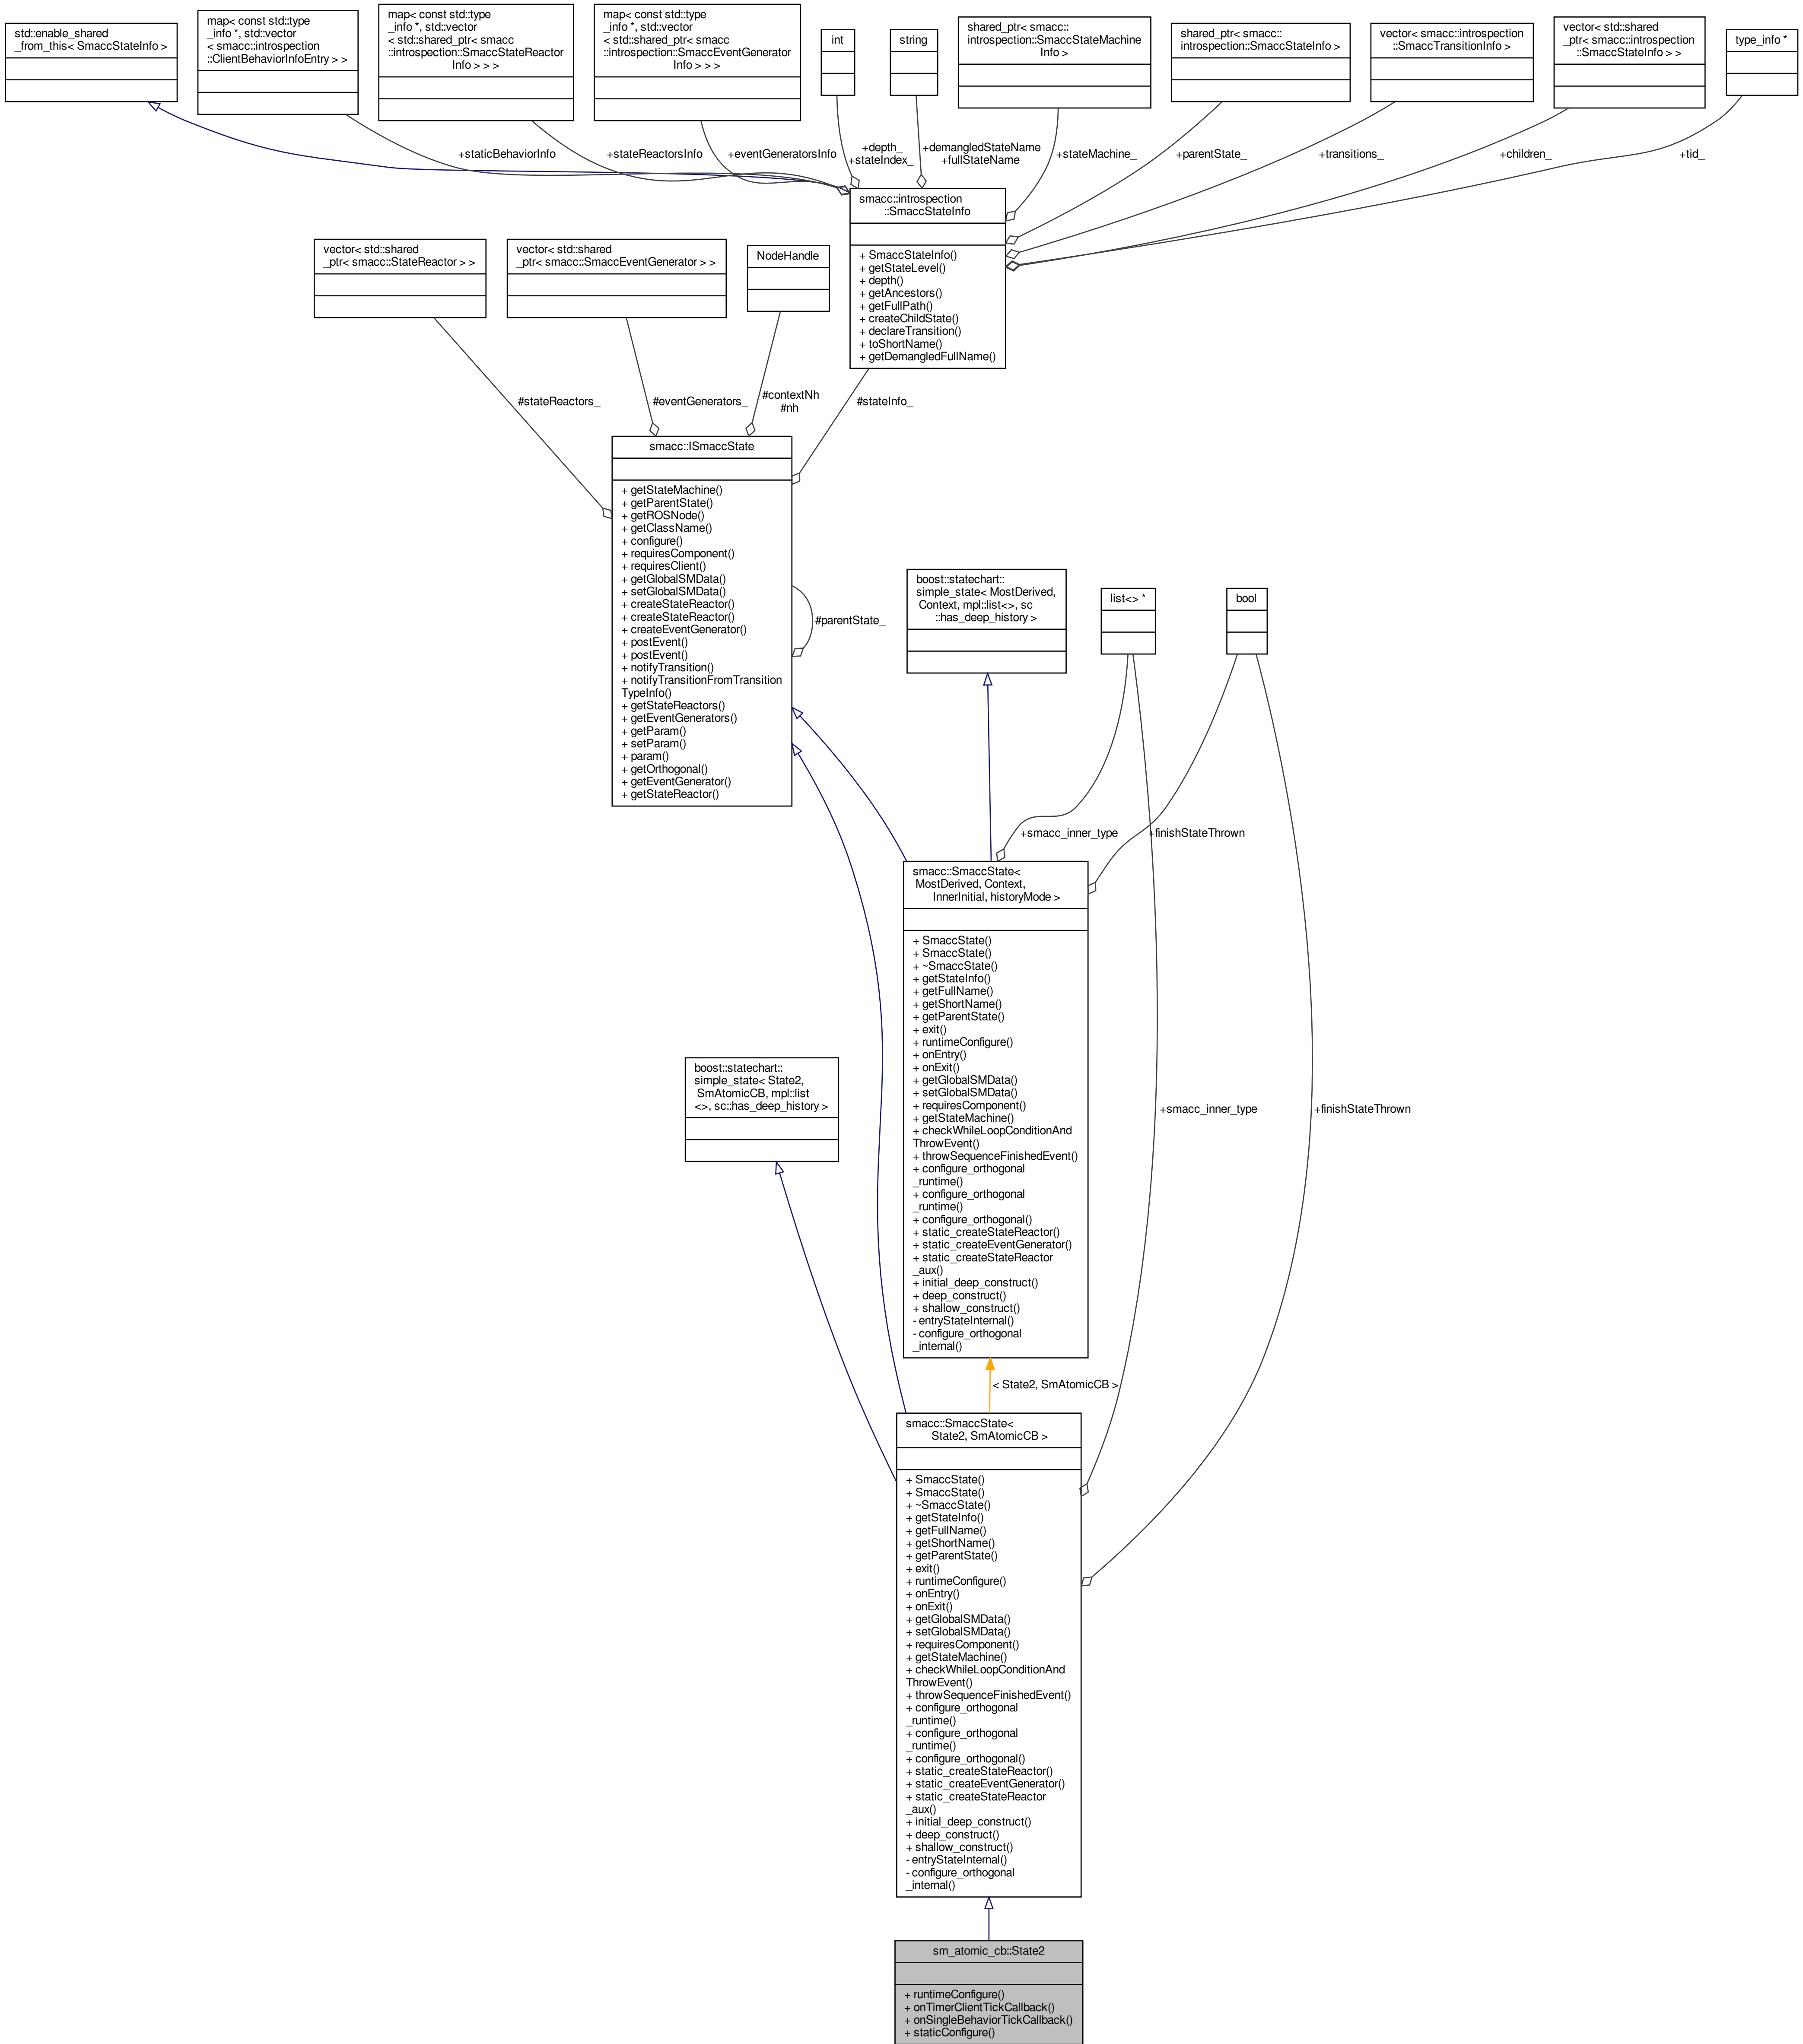 std::enable_shared
_from_this< SmaccStateInfo >
map< const std::type
_info *, std::vector
< smacc::introspection
::ClientBehaviorInfoEntry > >
map< const std::type
_info *, std::vector
< std::shared_ptr< smacc
::introspection::SmaccStateReactor
Info > > >
map< const std::type
_info *, std::vector
< std::shared_ptr< smacc
::introspection::SmaccEventGenerator
Info > > >
int
string
shared_ptr< smacc::
introspection::SmaccStateMachine
Info >
shared_ptr< smacc::
introspection::SmaccStateInfo >
vector< smacc::introspection
::SmaccTransitionInfo >
vector< std::shared
_ptr< smacc::introspection
::SmaccStateInfo > >
type_info *
+staticBehaviorInfo
+stateReactorsInfo
+eventGeneratorsInfo
+depth_
+stateIndex_
+demangledStateName
+fullStateName
+stateMachine_
+parentState_
+transitions_
+children_
+tid_
smacc::introspection
::SmaccStateInfo
+ SmaccStateInfo()
+ getStateLevel()
+ depth()
+ getAncestors()
+ getFullPath()
+ createChildState()
+ declareTransition()
+ toShortName()
+ getDemangledFullName()
vector< std::shared
_ptr< smacc::StateReactor > >
vector< std::shared
_ptr< smacc::SmaccEventGenerator > >
NodeHandle
#stateReactors_
#eventGenerators_
#contextNh
#nh
#stateInfo_
smacc::ISmaccState
+ getStateMachine()
+ getParentState()
+ getROSNode()
+ getClassName()
+ configure()
+ requiresComponent()
+ requiresClient()
+ getGlobalSMData()
+ setGlobalSMData()
+ createStateReactor()
+ createStateReactor()
+ createEventGenerator()
+ postEvent()
+ postEvent()
+ notifyTransition()
+ notifyTransitionFromTransition
TypeInfo()
+ getStateReactors()
+ getEventGenerators()
+ getParam()
+ setParam()
+ param()
+ getOrthogonal()
+ getEventGenerator()
+ getStateReactor()
#parentState_
boost::statechart::
simple_state< MostDerived,
Context, mpl::list<>, sc
::has_deep_history >
list<> *
bool
+smacc_inner_type
+finishStateThrown
smacc::SmaccState<
MostDerived, Context,
InnerInitial, historyMode >
+ SmaccState()
+ SmaccState()
+ ~SmaccState()
+ getStateInfo()
+ getFullName()
+ getShortName()
+ getParentState()
+ exit()
+ runtimeConfigure()
+ onEntry()
+ onExit()
+ getGlobalSMData()
+ setGlobalSMData()
+ requiresComponent()
+ getStateMachine()
+ checkWhileLoopConditionAnd
ThrowEvent()
+ throwSequenceFinishedEvent()
+ configure_orthogonal
_runtime()
+ configure_orthogonal
_runtime()
+ configure_orthogonal()
+ static_createStateReactor()
+ static_createEventGenerator()
+ static_createStateReactor
_aux()
+ initial_deep_construct()
+ deep_construct()
+ shallow_construct()
- entryStateInternal()
- configure_orthogonal
_internal()
boost::statechart::
simple_state< State2,
SmAtomicCB, mpl::list
<>, sc::has_deep_history >
+smacc_inner_type
+finishStateThrown
< State2, SmAtomicCB >
smacc::SmaccState<
State2, SmAtomicCB >
+ SmaccState()
+ SmaccState()
+ ~SmaccState()
+ getStateInfo()
+ getFullName()
+ getShortName()
+ getParentState()
+ exit()
+ runtimeConfigure()
+ onEntry()
+ onExit()
+ getGlobalSMData()
+ setGlobalSMData()
+ requiresComponent()
+ getStateMachine()
+ checkWhileLoopConditionAnd
ThrowEvent()
+ throwSequenceFinishedEvent()
+ configure_orthogonal
_runtime()
+ configure_orthogonal
_runtime()
+ configure_orthogonal()
+ static_createStateReactor()
+ static_createEventGenerator()
+ static_createStateReactor
_aux()
+ initial_deep_construct()
+ deep_construct()
+ shallow_construct()
- entryStateInternal()
- configure_orthogonal
_internal()
sm_atomic_cb::State2
+ runtimeConfigure()
+ onTimerClientTickCallback()
+ onSingleBehaviorTickCallback()
+ staticConfigure()